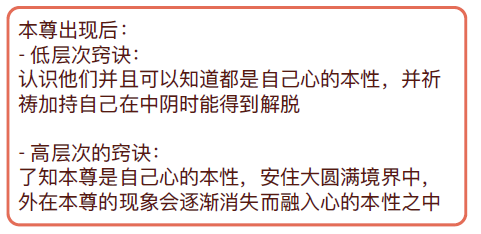 本尊出现后：
- 低层次窍诀：
认识他们并且可以知道都是自己心的本性，并祈
祷加持自己在中阴时能得到解脱
- 高层次的窍诀：
了知本尊是自己心的本性，安住大圆满境界中，
外在本尊的现象会逐渐消失而融入心的本性之中